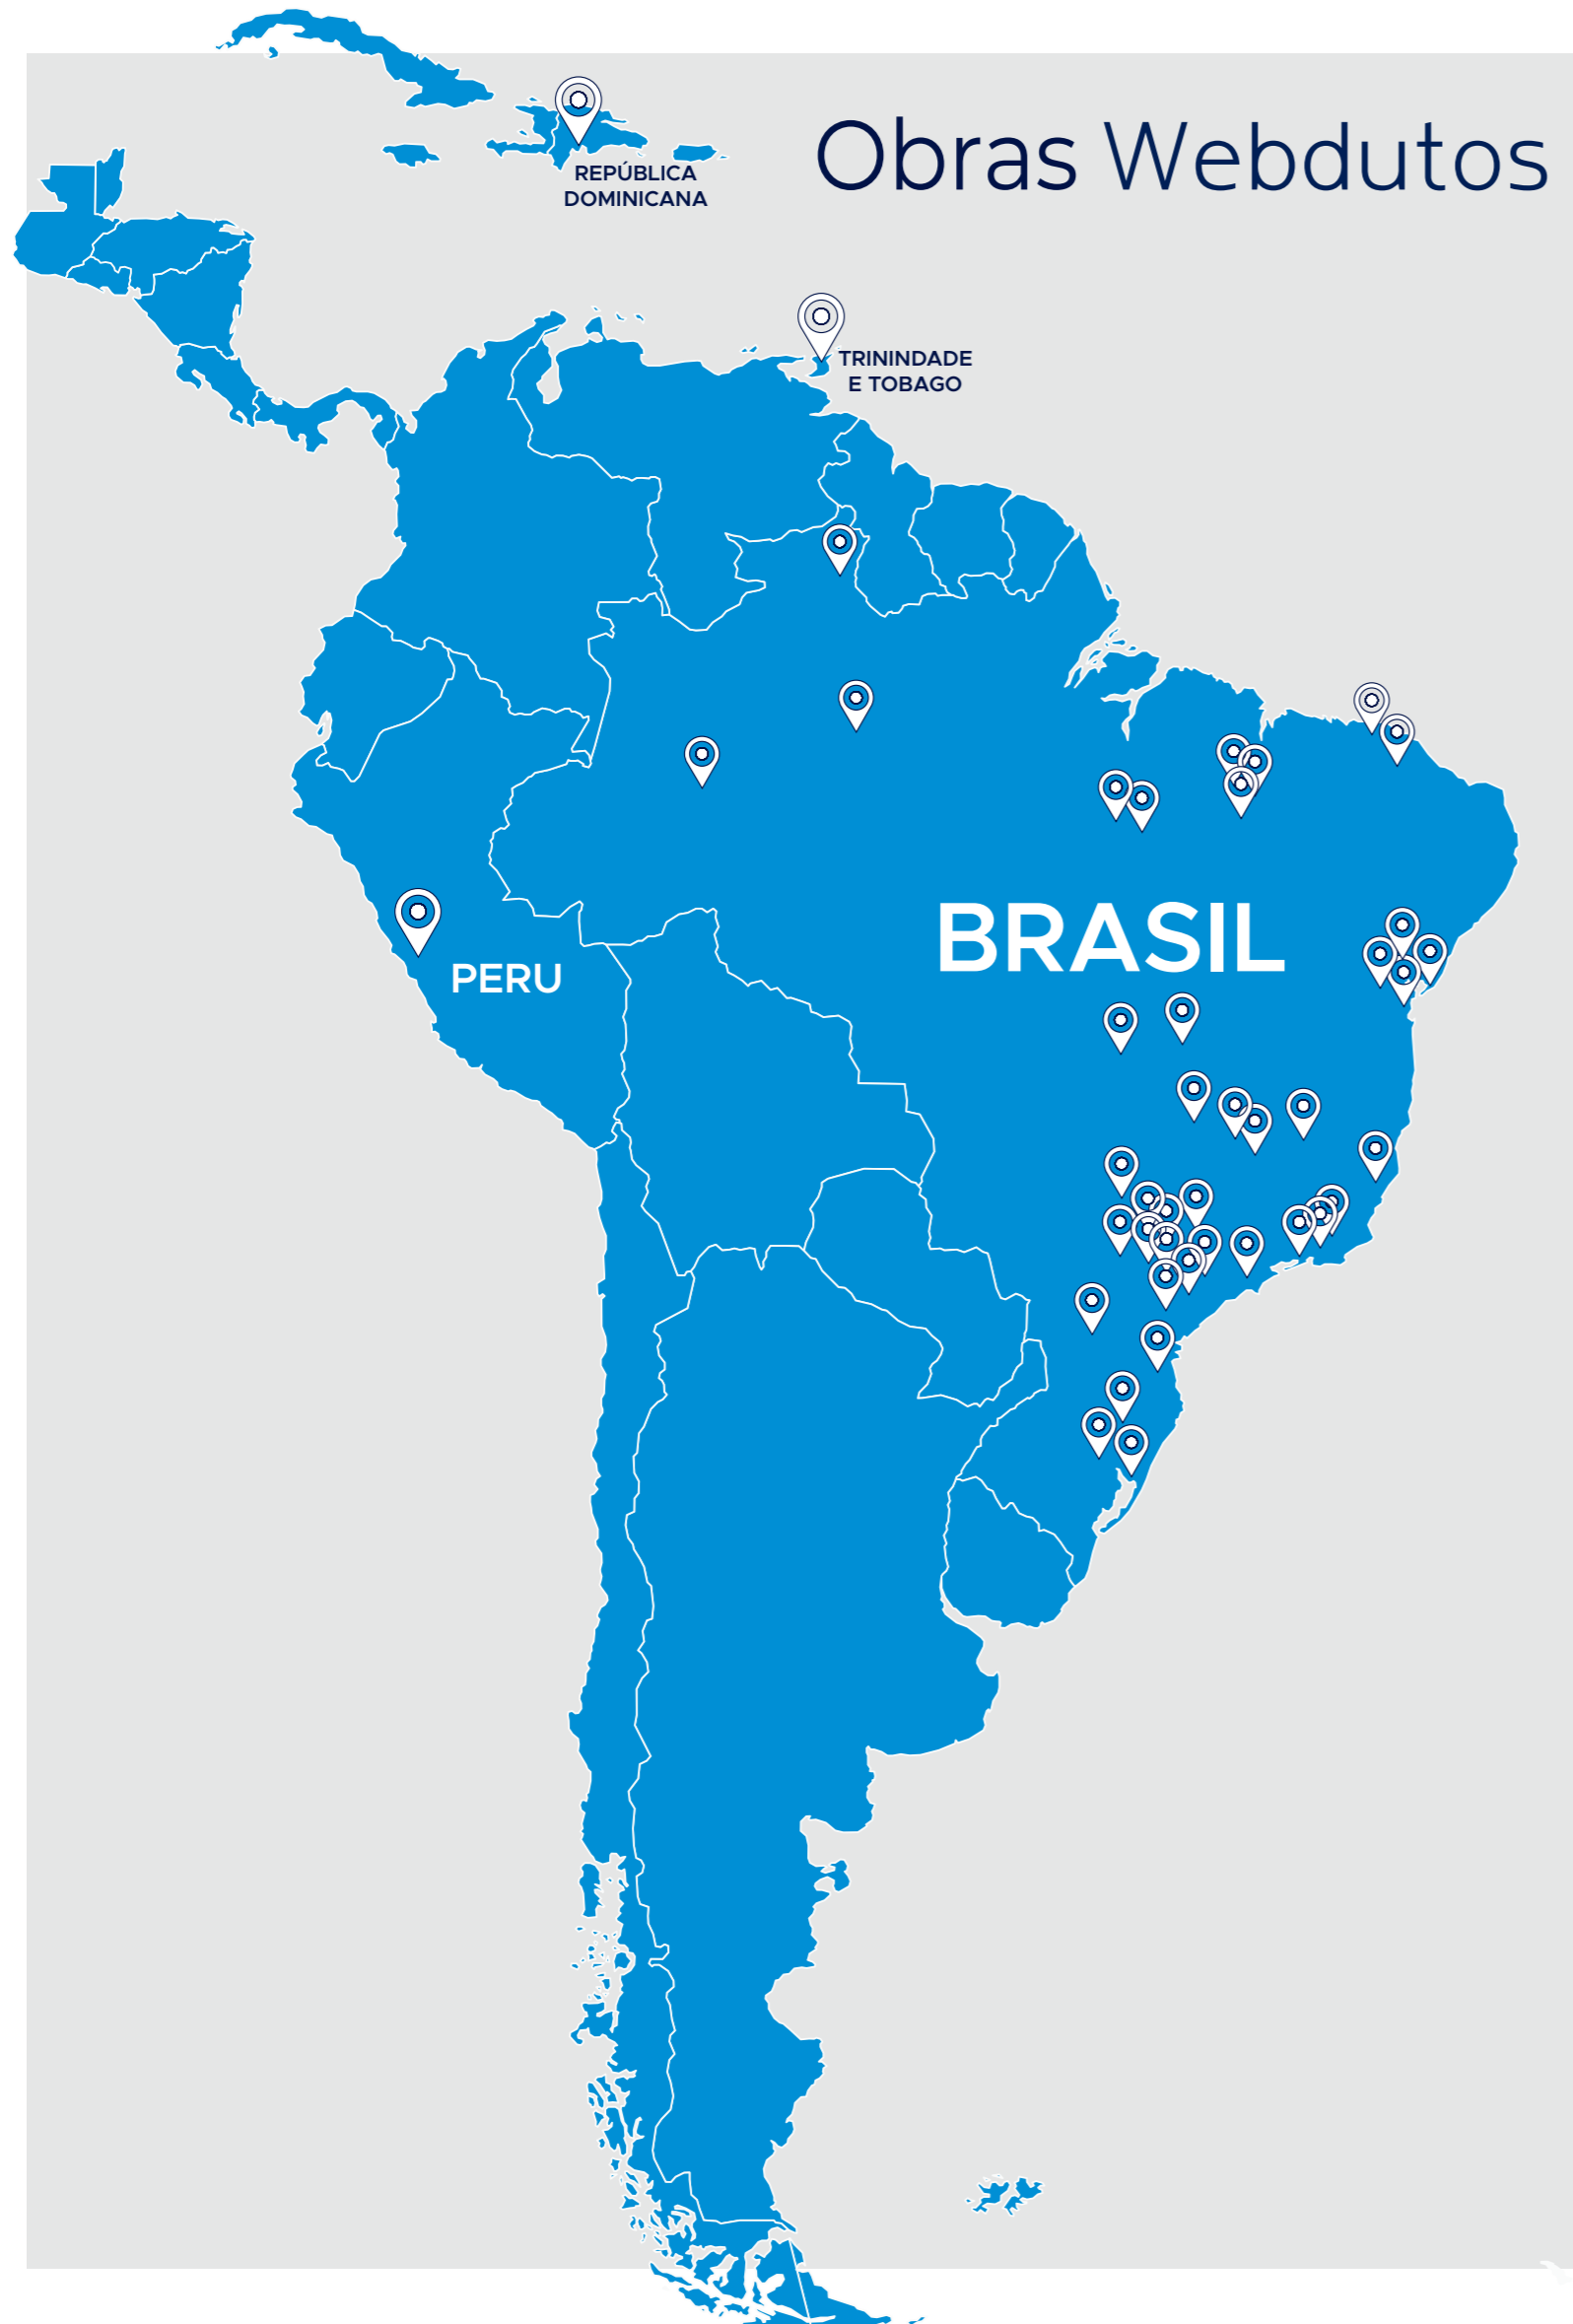 Obras Webdutos
REPÚBLICA
DOMINICANA
TRININDADE
E TOBAGO
BRASIL
PERU